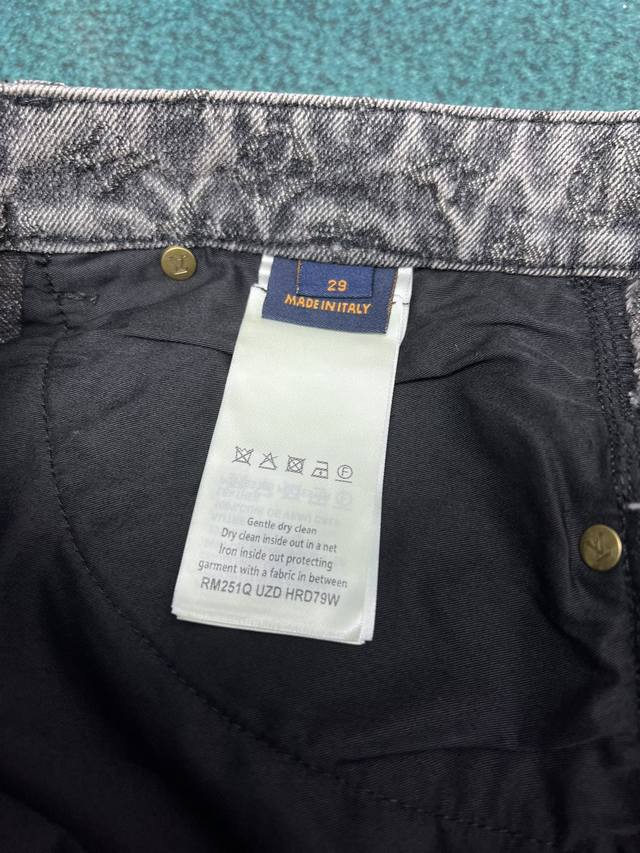 29
MADE IN ITALY
Gentle dry clean
Dry clean inside out in a net
Iron inside out protecting
garment with a fabric in between
RM251Q UZD HRD79W